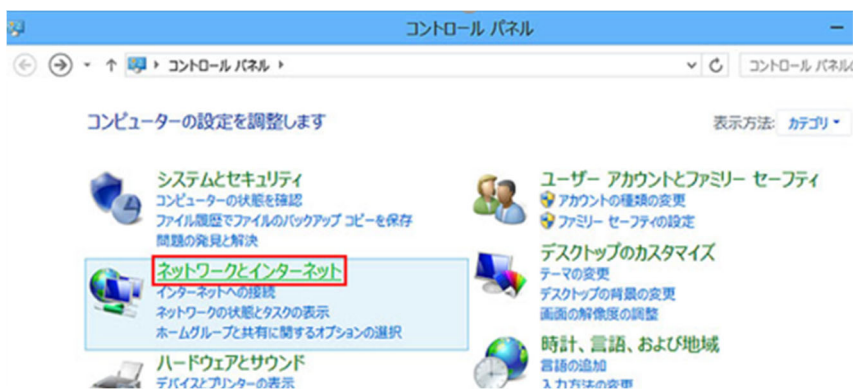 コントロール パネル
コントロール パネル
コントロール パネル
コンピューターの設定を調整します
表示方法: カテゴリ
システムとセキュリティ
コンピューターの状態を確認
ファイル履歴でファイルのバックアップ コピーを保存
問題の発見と解決
ネットワークとインターネット
インターネットへの接続
ネットワークの状態とタスクの表示
ホームグループと共有に関するオプションの選択
ハードウェアとサウンド
デバイスとプリンターの表示
ユーザー アカウントとファミリー セーフティ
アカウントの種類の変更
ファミリー セーフティの設定
デスクトップのカスタマイズ
テーマの変更
デスクトップの背景の変更
画面の解像度の調整
時計、言語、および地域
言語の追加
入力方法の変更